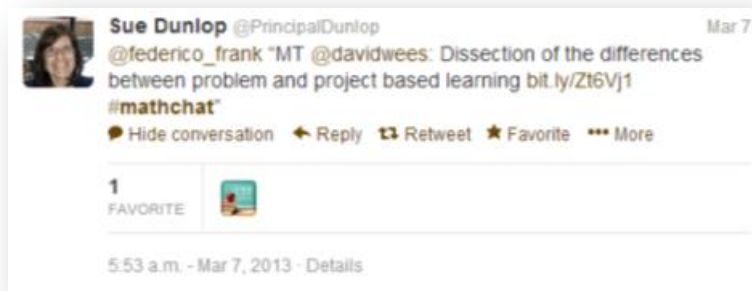 Sue Dunlop @PrincipalDunlop Mar 7
@federico_frank "MT @davidwees: Dissection of the differences
between problem and project based learning bit.ly/Zt6Vj1
#mathchat"
Hide conversation Reply Retweet Favorite More
1
FAVORITE
5:53 a.m. - Mar 7, 2013 · Details